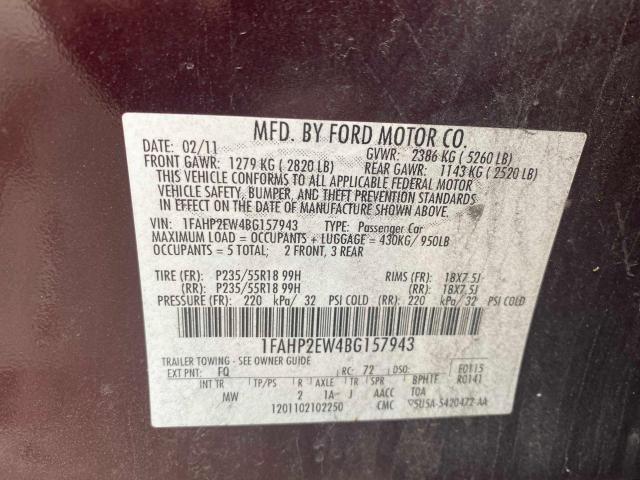 MFD. BY FORD MOTOR CO.
DATE: 02/11 GVWR: 2386 KG ( 5260 LB)
FRONT GAWR: 1279 KG ( 2820 LB) REAR GAWR: 1143 KG ( 2520 LB)
THIS VEHICLE CONFORMS TO ALL APPLICABLE FEDERAL MOTOR
VEHICLE SAFETY, BUMPER, AND THEFT PREVENTION STANDARDS
IN EFFECT ON THE DATE OF MANUFACTURE SHOWN ABOVE.
VIN: 1FAHP2EW4BG157943 TYPE: Passenger Car
MAXIMUM LOAD = OCCUPANTS + LUGGAGE = 430KG/ 950LB
OCCUPANTS = 5 TOTAL; 2 FRONT, 3 REAR
TIRE (FR) P235/55R18 99H RIMS (FR) 18X7.5J
(RR): P235/55R18 99H (RR): 18X7.5J
PRESSURE (FR): 220 kPa/ 32 PSI COLD (RR): 220 kPa/ 32 PSI COLD
1FAHP2EW4BG157943
TRAILER TOWING - SEE OWNER GUIDE
EXT PNT: FQ RC: 72 E0115
INT TR TP/PS R AXLE TR SPR BPHTF R0141
MW 2 1A J AACC TOA
1201102102250 CMC 5U5A-5420472-AA